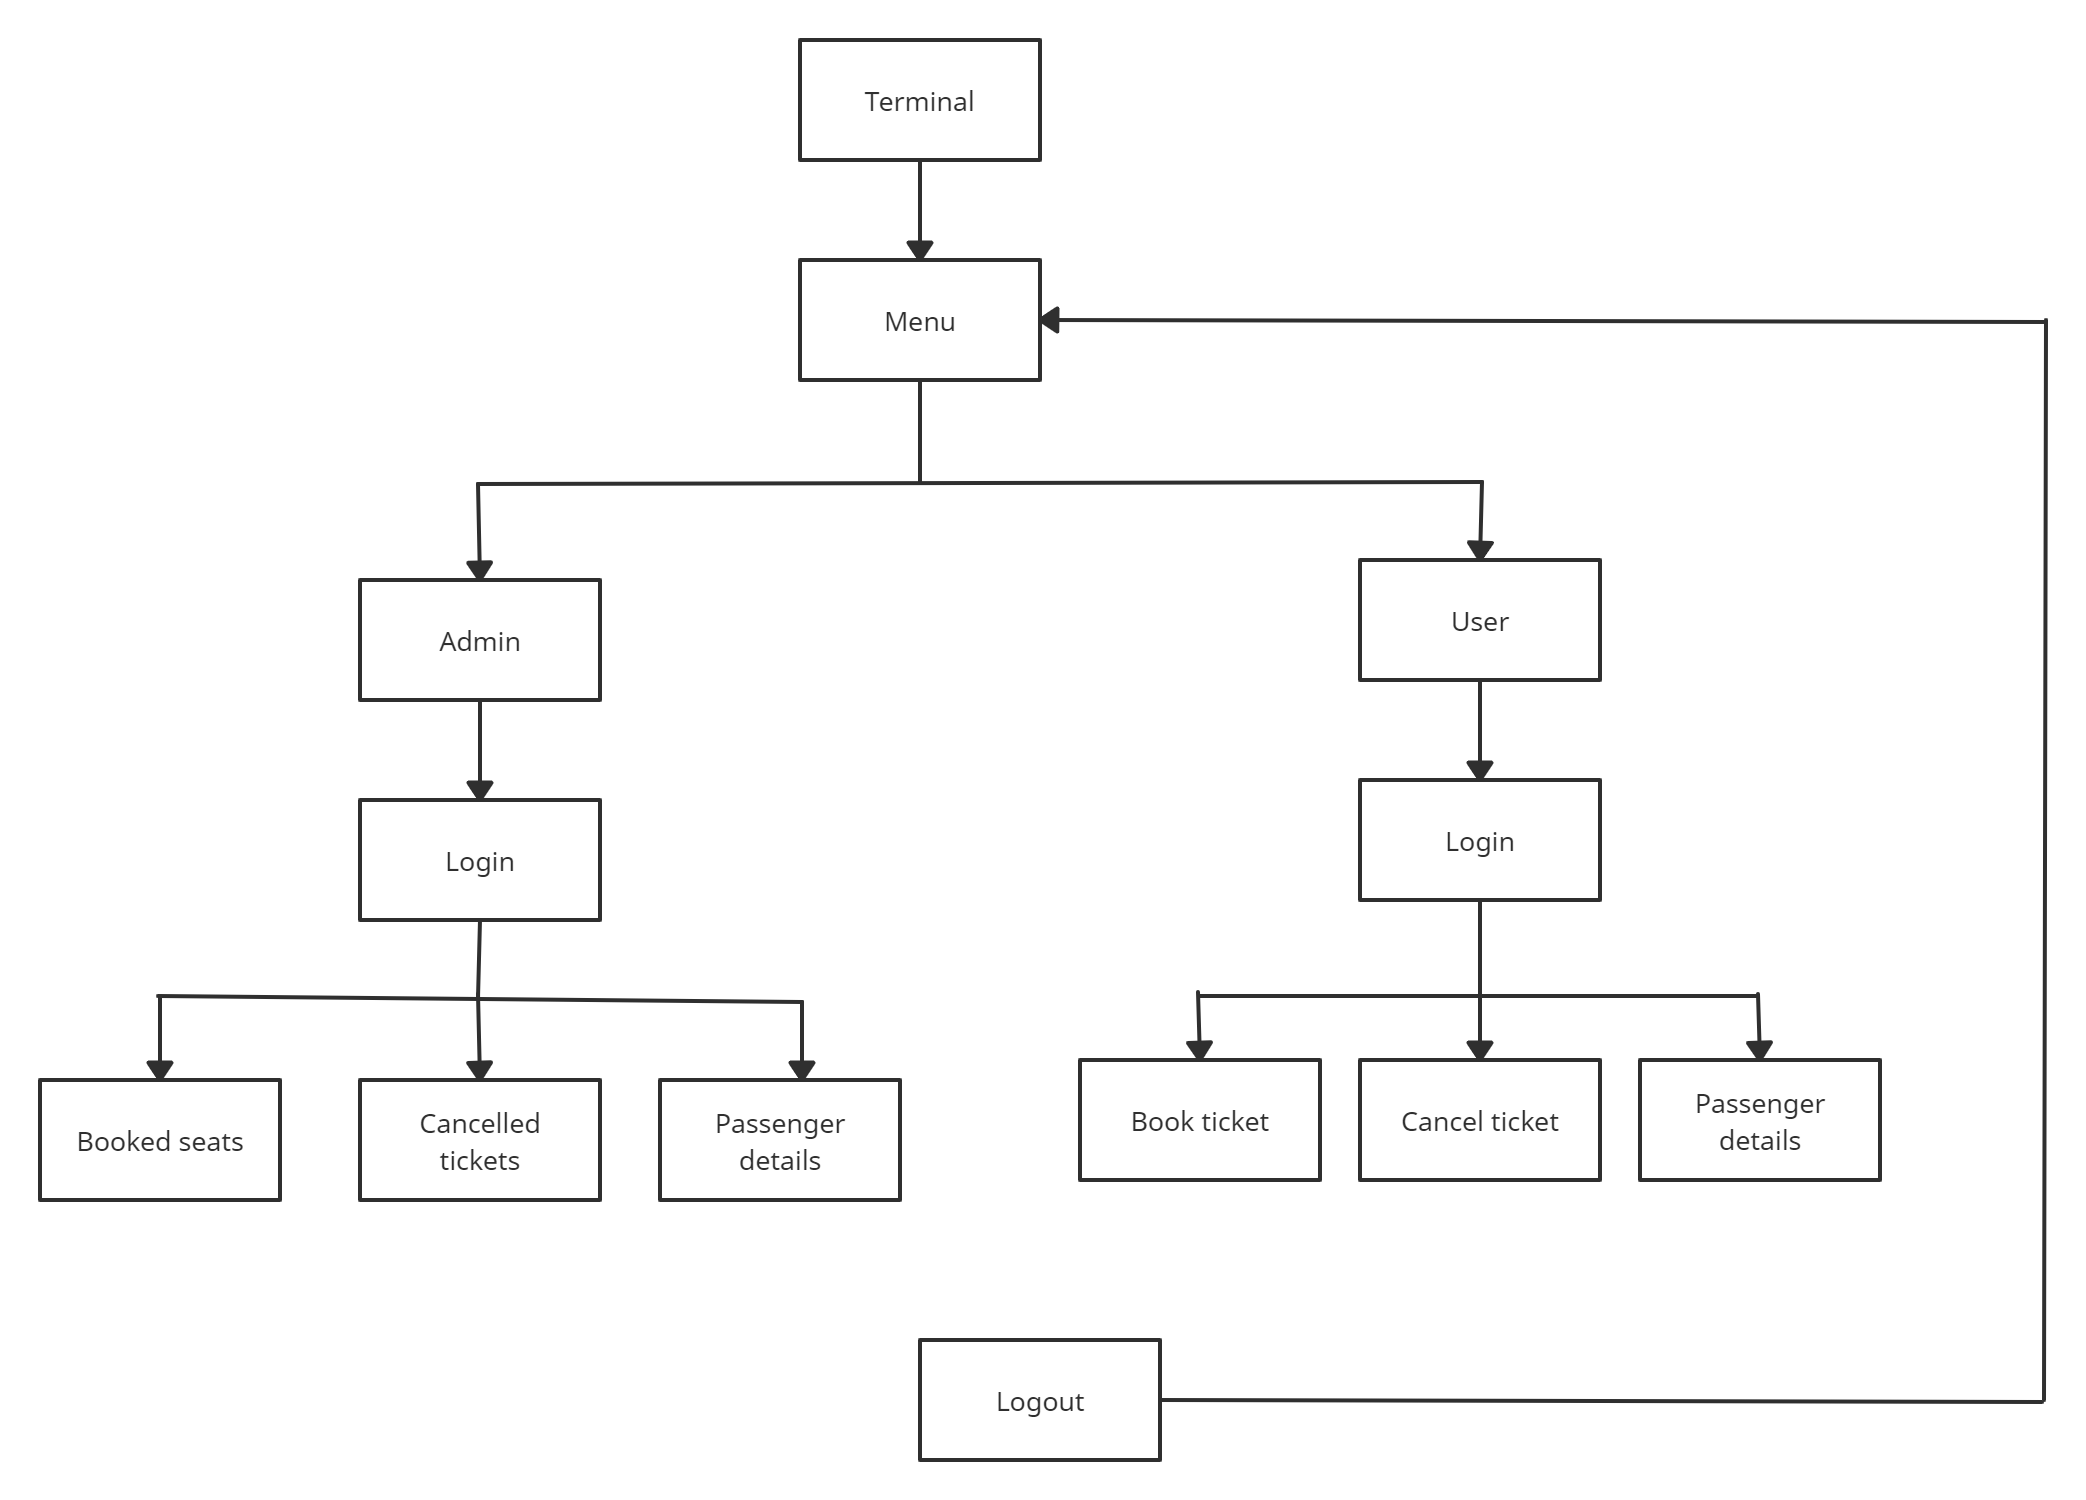 Terminal
Menu
Admin
User
Login
Login
Booked seats
Cancelled
tickets
Passenger
details
Book ticket
Cancel ticket
Passenger
details
Logout